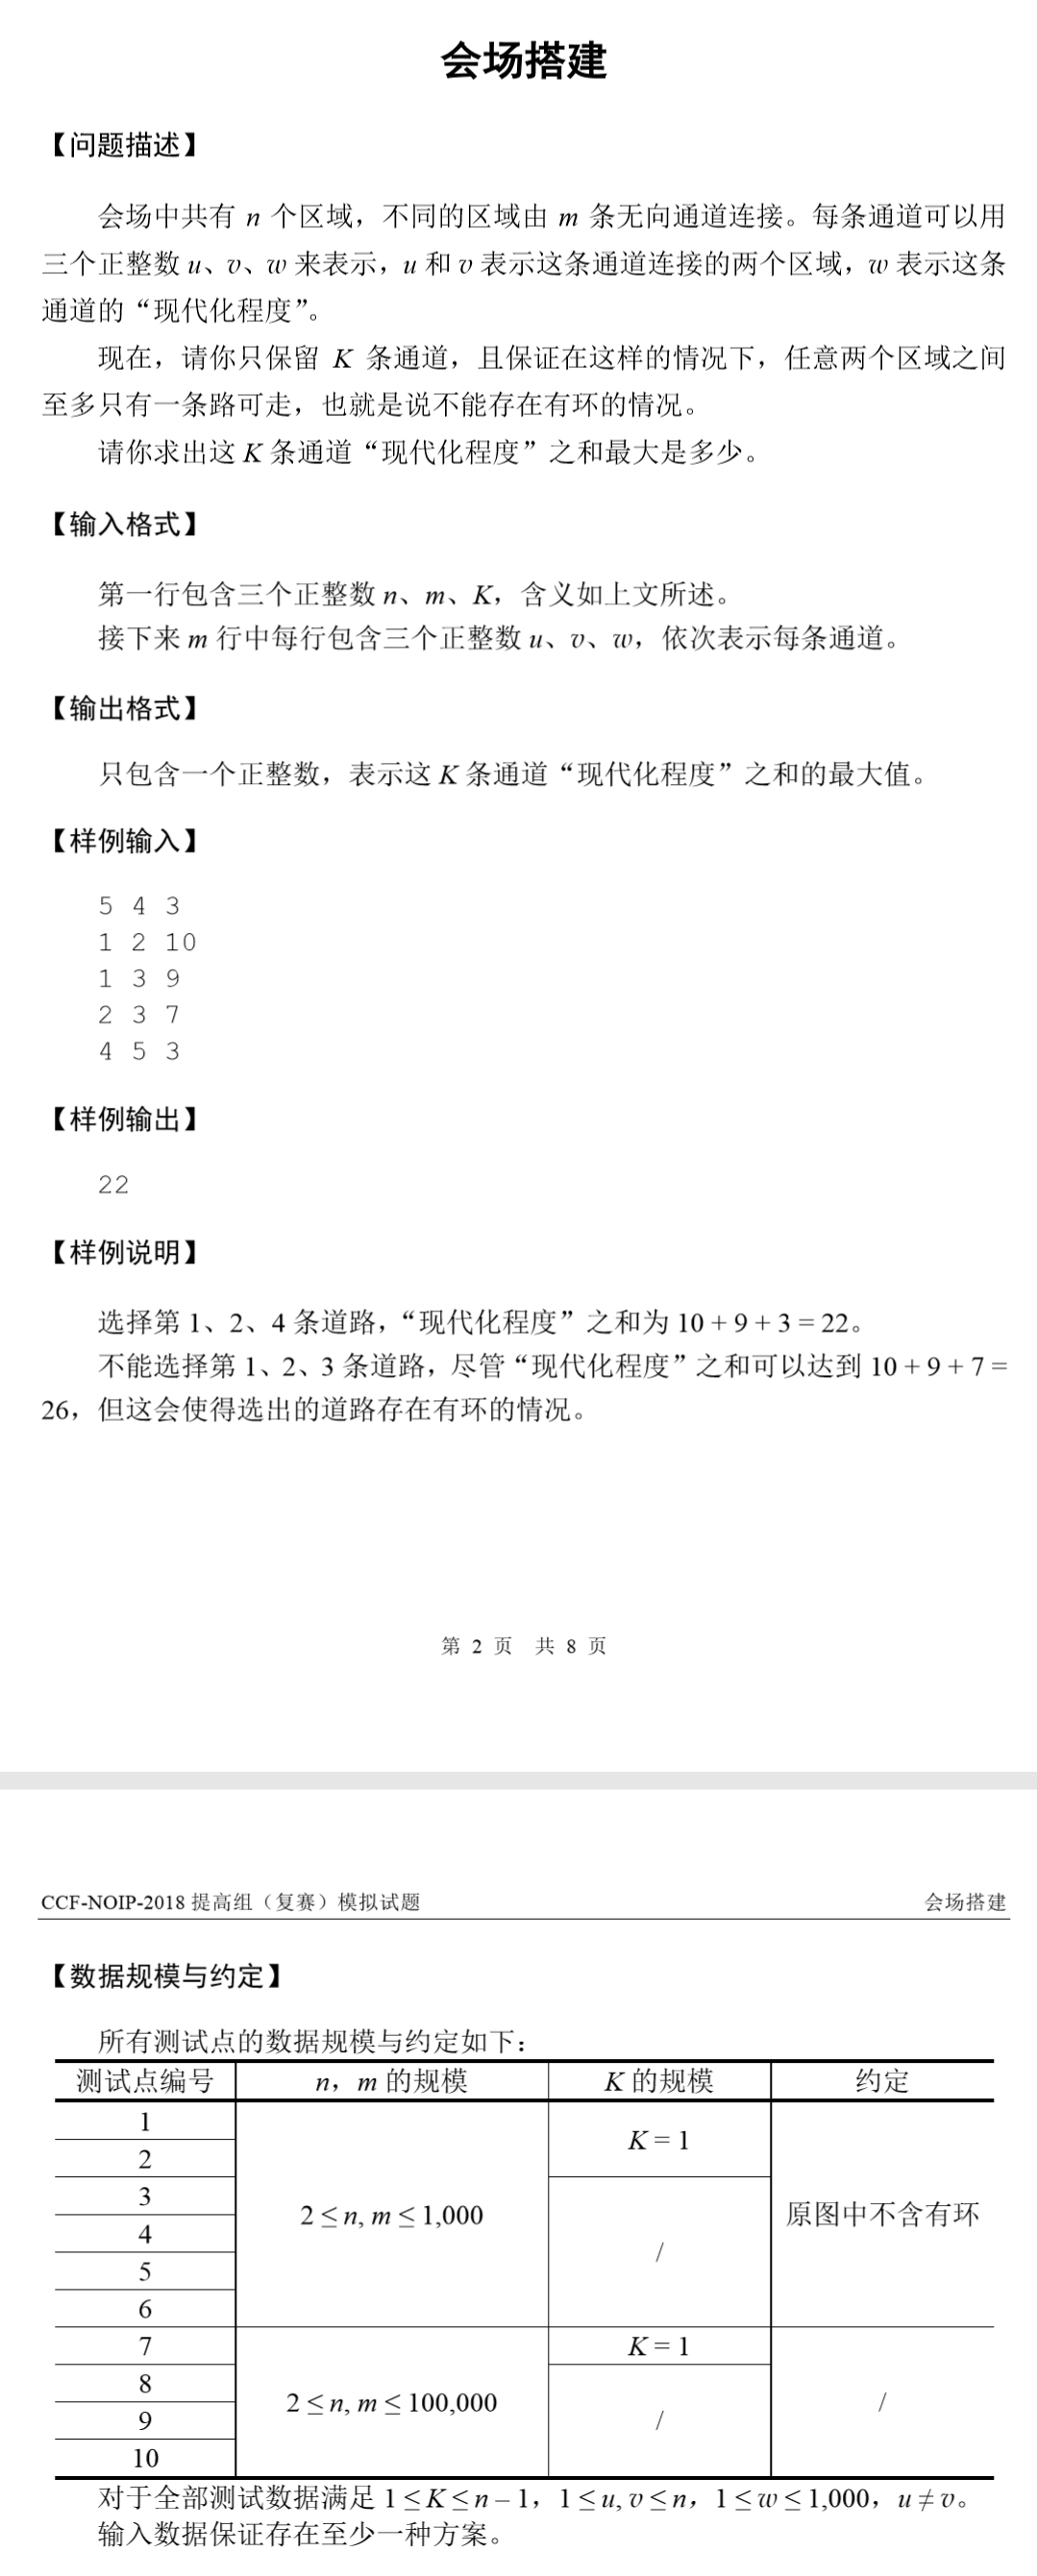 会场搭建
【问题描述】
会场中共有 n 个区域，不同的区域由 m 条无向通道连接。每条通道可以用
三个正整数 u、v、w 来表示，u 和 v 表示这条通道连接的两个区域，w 表示这条
通道的“现代化程度”。
现在，请你只保留 K 条通道，且保证在这样的情况下，任意两个区域之间
至多只有一条路可走，也就是说不能存在有环的情况。
请你求出这 K 条通道“现代化程度”之和最大是多少。
【输入格式】
第一行包含三个正整数 n、m、K，含义如上文所述。
接下来 m 行中每行包含三个正整数 u、v、w，依次表示每条通道。
【输出格式】
只包含一个正整数，表示这 K 条通道“现代化程度”之和的最大值。
【样例输入】
5 4 3
1 2 10
1 3 9
2 3 7
4 5 3
【样例输出】
22
【样例说明】
选择第 1、2、4 条道路，“现代化程度”之和为 10 + 9 + 3 = 22。
不能选择第 1、2、3 条道路，尽管“现代化程度”之和可以达到 10 + 9 + 7 =
26，但这会使得选出的道路存在有环的情况。
第 2 页 共 8 页
CCF-NOIP-2018 提高组（复赛）模拟试题 会场搭建
【数据规模与约定】
所有测试点的数据规模与约定如下：
测试点编号 n，m 的规模 K 的规模 约定
1
2
3
4
5
6
7
8
9
10
2 ≤ n, m ≤ 1,000
2 ≤ n, m ≤ 100,000
K = 1
/
K = 1
/
原图中不含有环
/
对于全部测试数据满足 1 ≤ K ≤ n – 1，1 ≤ u, v ≤ n，1 ≤ w ≤ 1,000，u ≠ v。
输入数据保证存在至少一种方案。